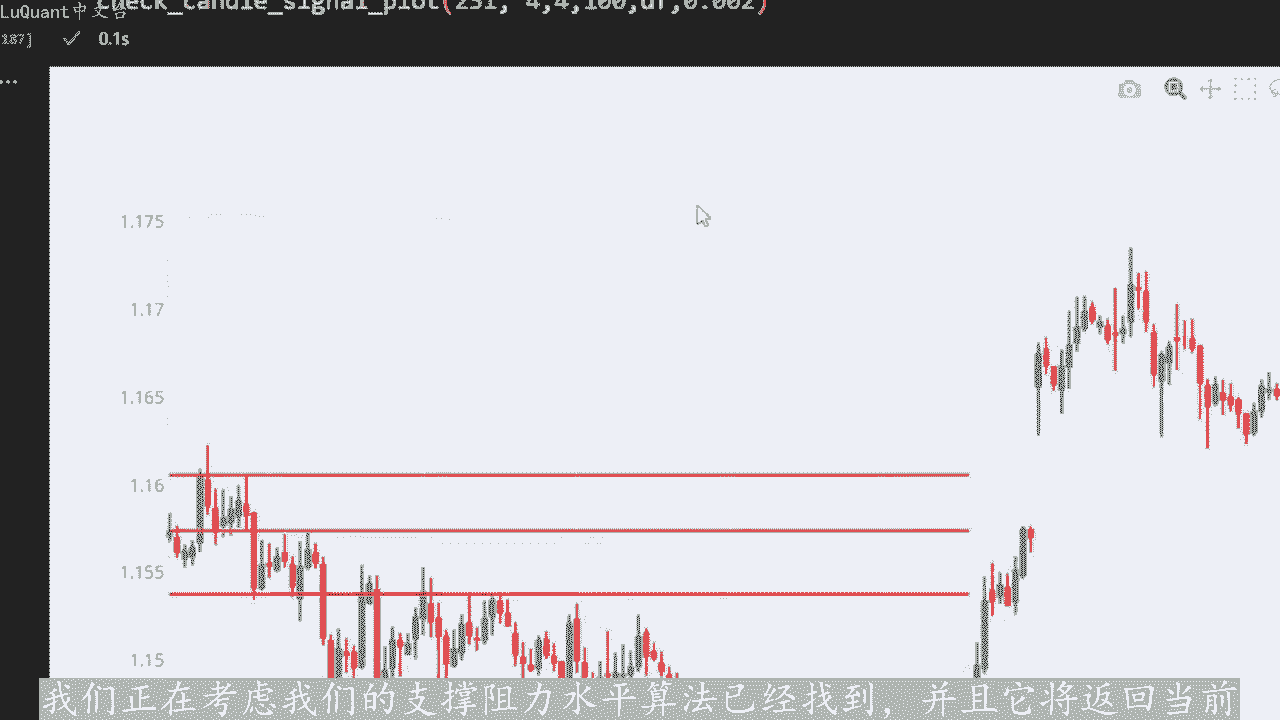 check_candle_signal_plot(231, 4,4,100,df,0.002)
LuQuant中文台
187] ✓ 0.1s
...
1.175
1.17
1.165
1.16
1.155
1.15
我们正在考虑我们的支撑阻力水平算法已经找到，并且它将返回当前